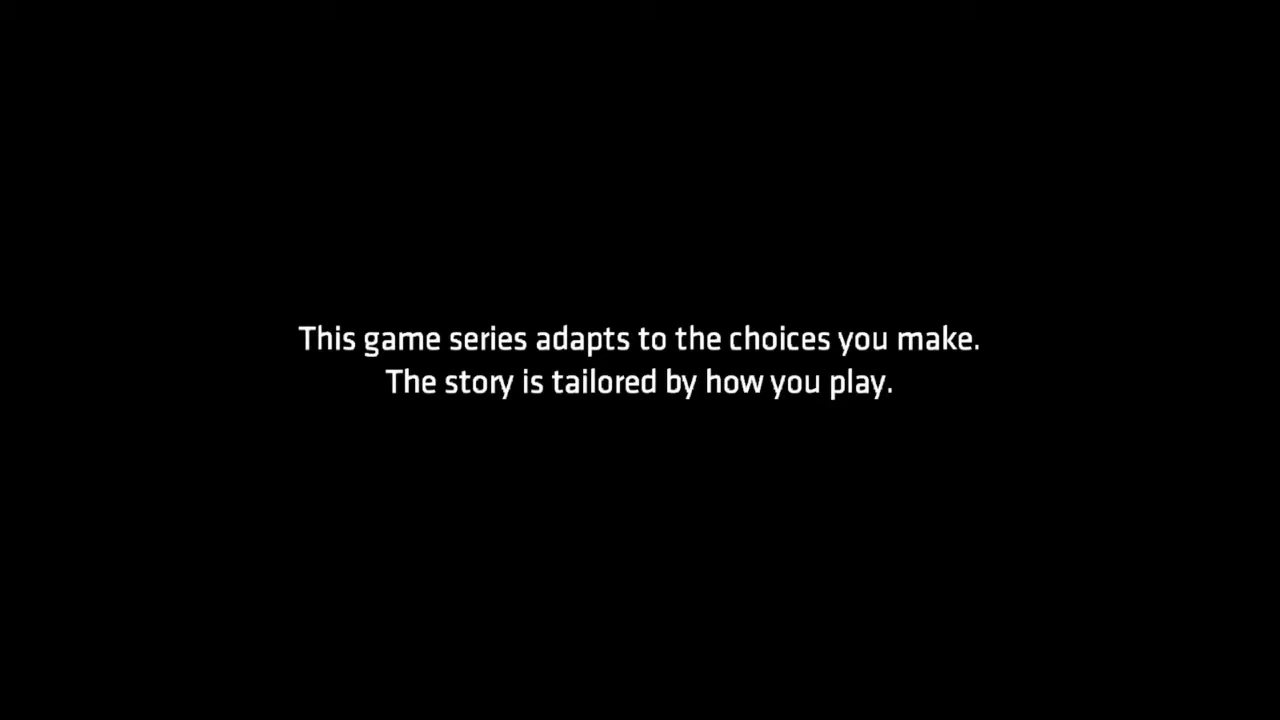 This game series adapts to the choices you make.
The story is tailored by how you play.